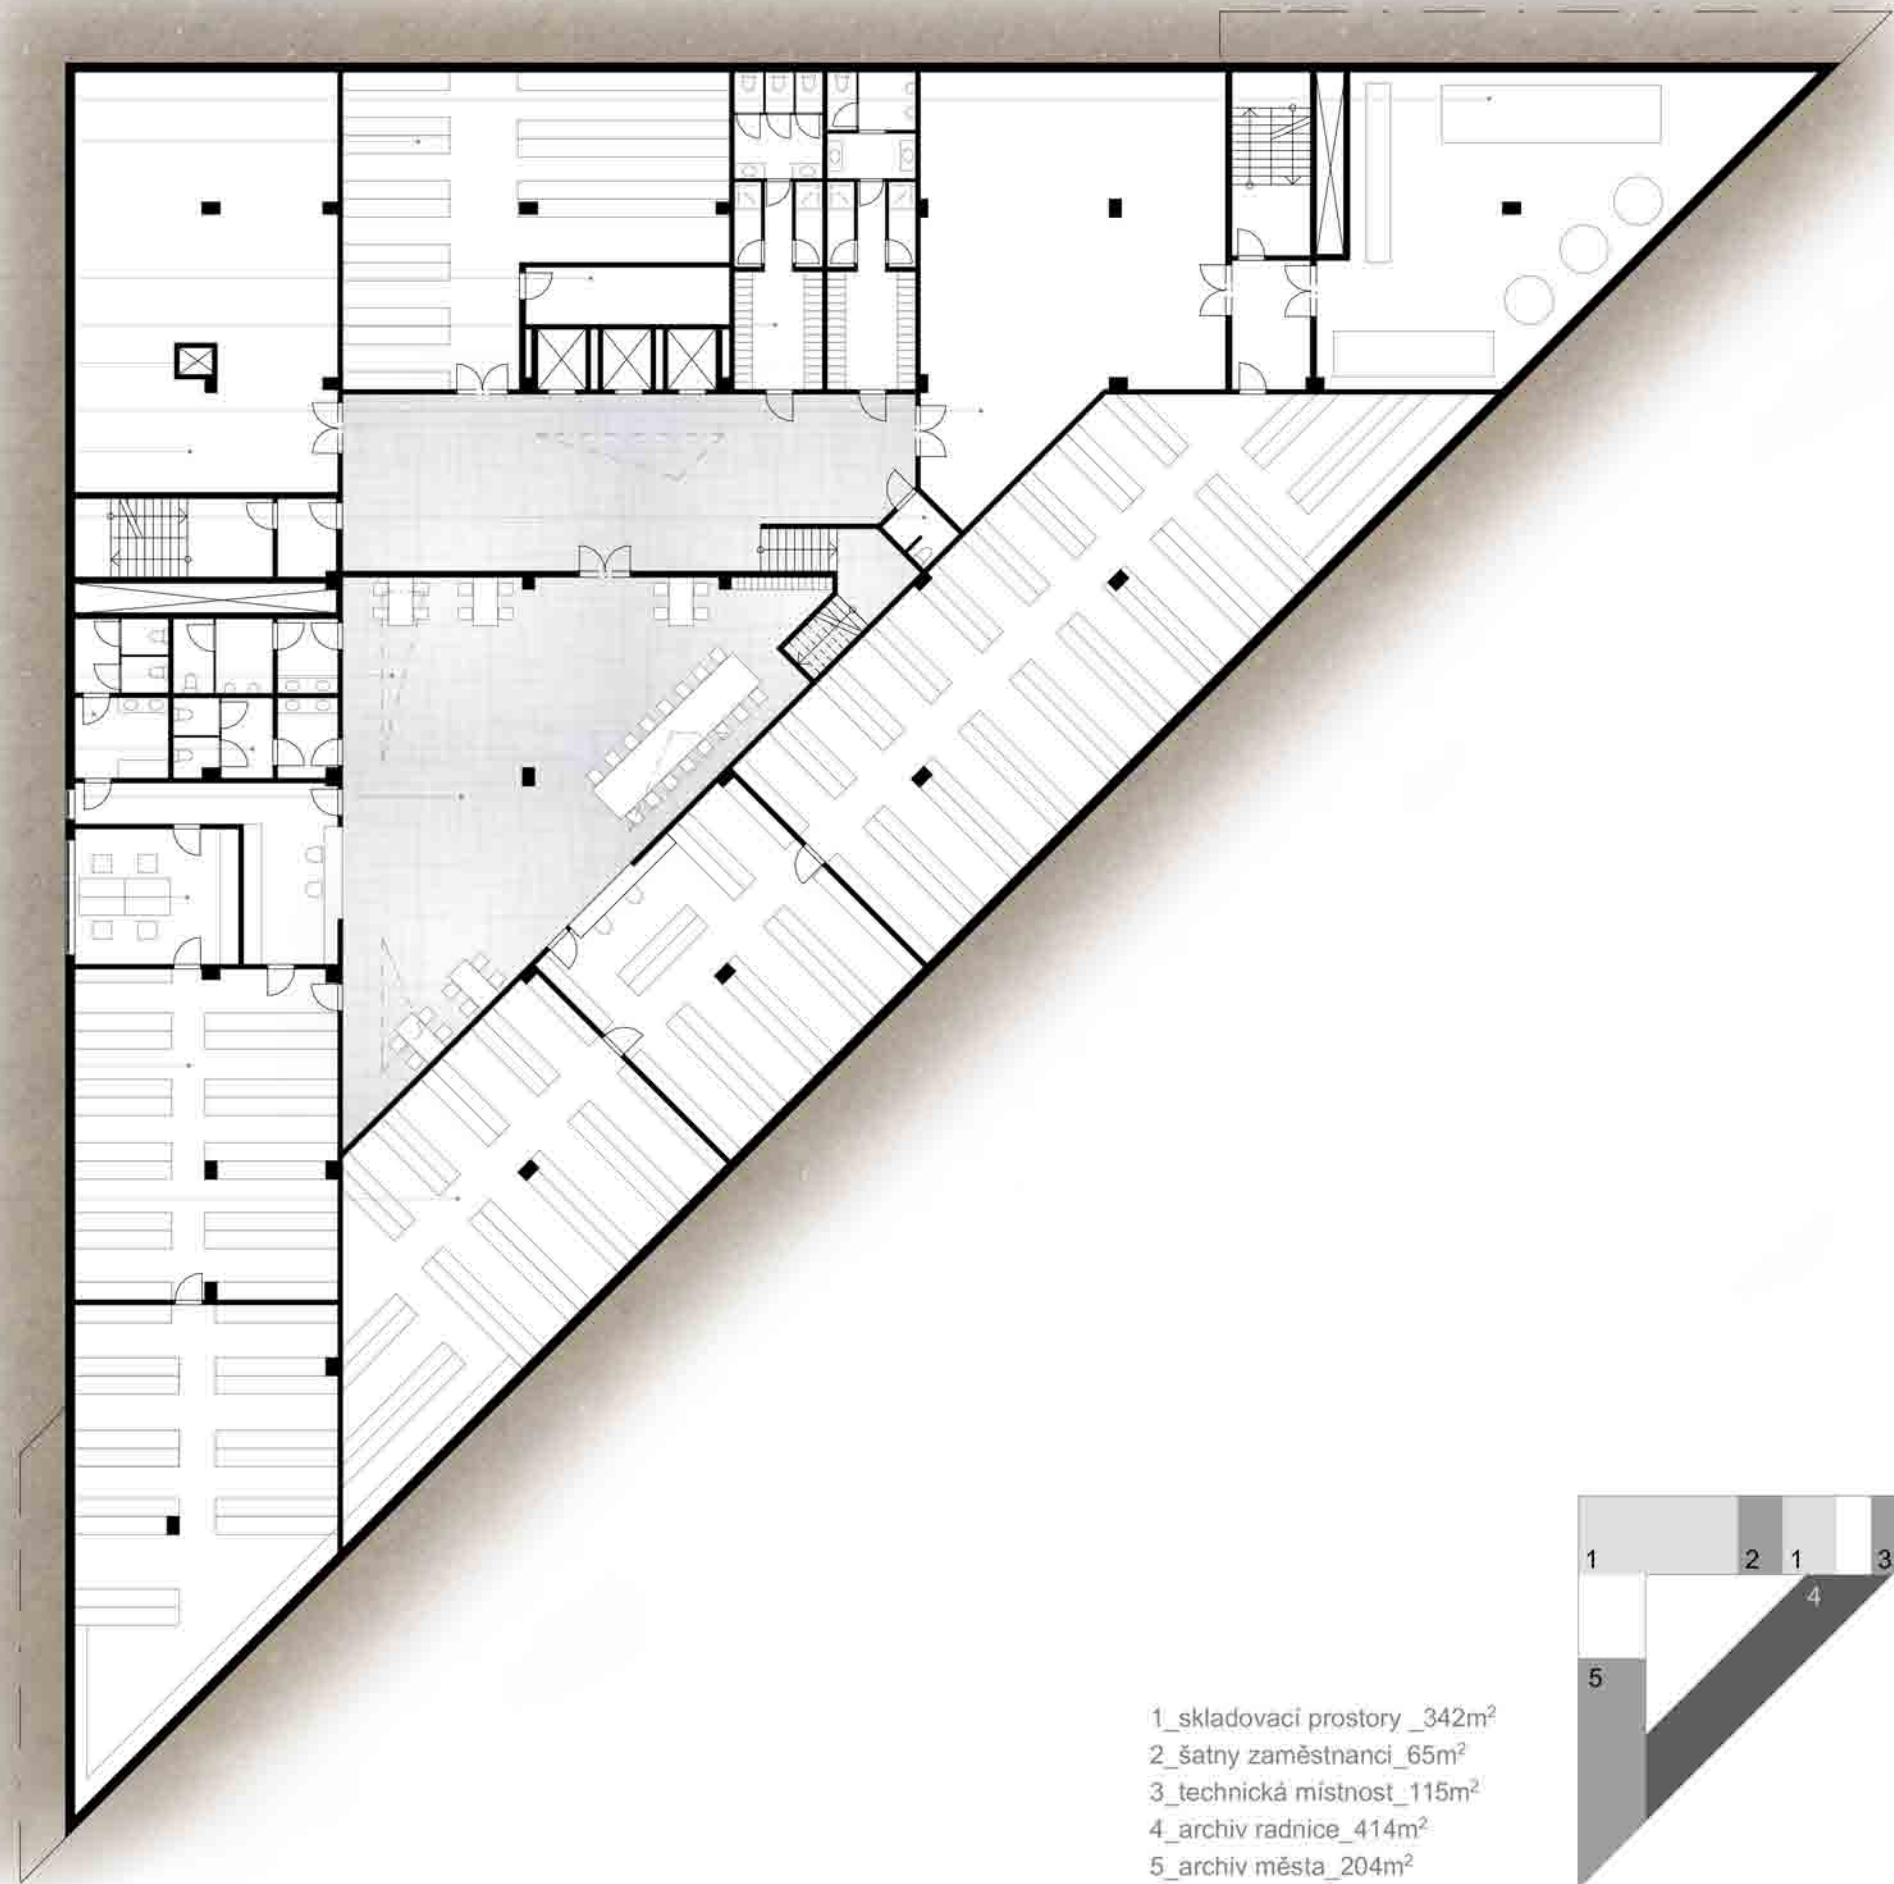 1
2
1
3
4
5
1_skladovací prostory _342m²
2_šatny zaměstnanci_65m²
3_technická místnost_115m²
4_archiv radnice_414m²
5_archiv města_204m²